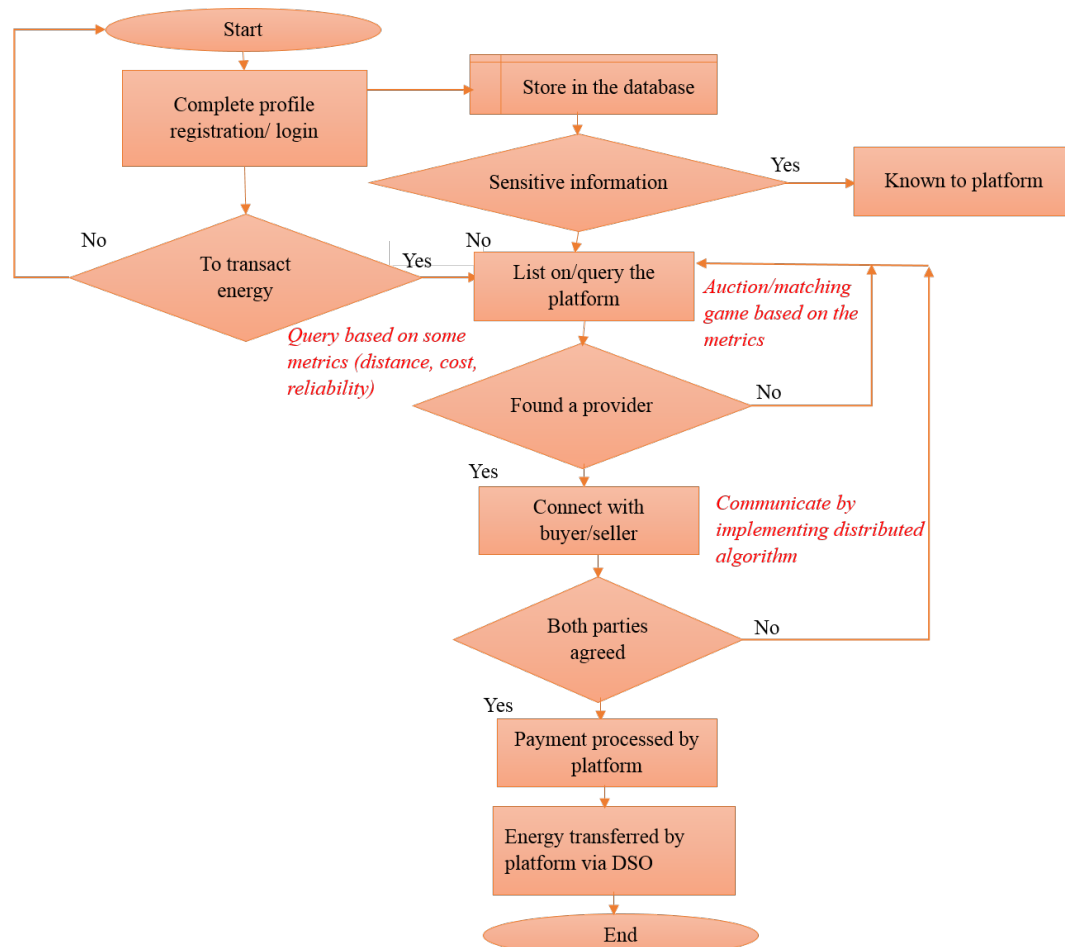 Start
Store in the database
Complete profile
registration/ login
Yes
Sensitive information
Known to platform
No
To transact
energy
Yes
No
List on/query the
platform
Auction/matching
game based on the
metrics
Query based on some
metrics (distance, cost,
reliability)
Found a provider
No
Yes
Connect with
buyer/seller
Communicate by
implementing distributed
algorithm
Both parties
agreed
No
Yes
Payment processed by
platform
Energy transferred by
platform via DSO
End